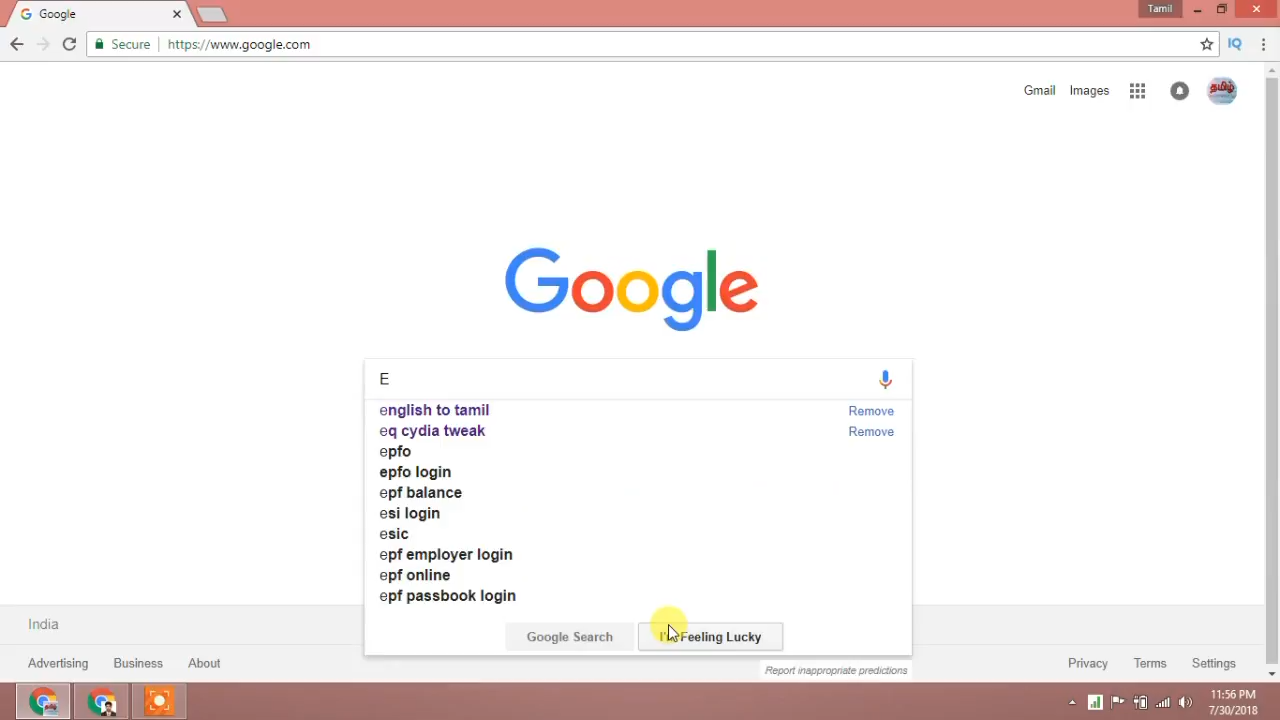 Google
Tamil
Secure
https://www.google.com
IQ
Gmail
Images
தமிழ்
Google
E
english to tamil
Remove
eq cydia tweak
Remove
epfo
epfo login
epf balance
esi login
esic
epf employer login
epf online
epf passbook login
Google Search
I'm Feeling Lucky
Report inappropriate predictions
India
Advertising
Business
About
Privacy
Terms
Settings
11:56 PM
7/30/2018